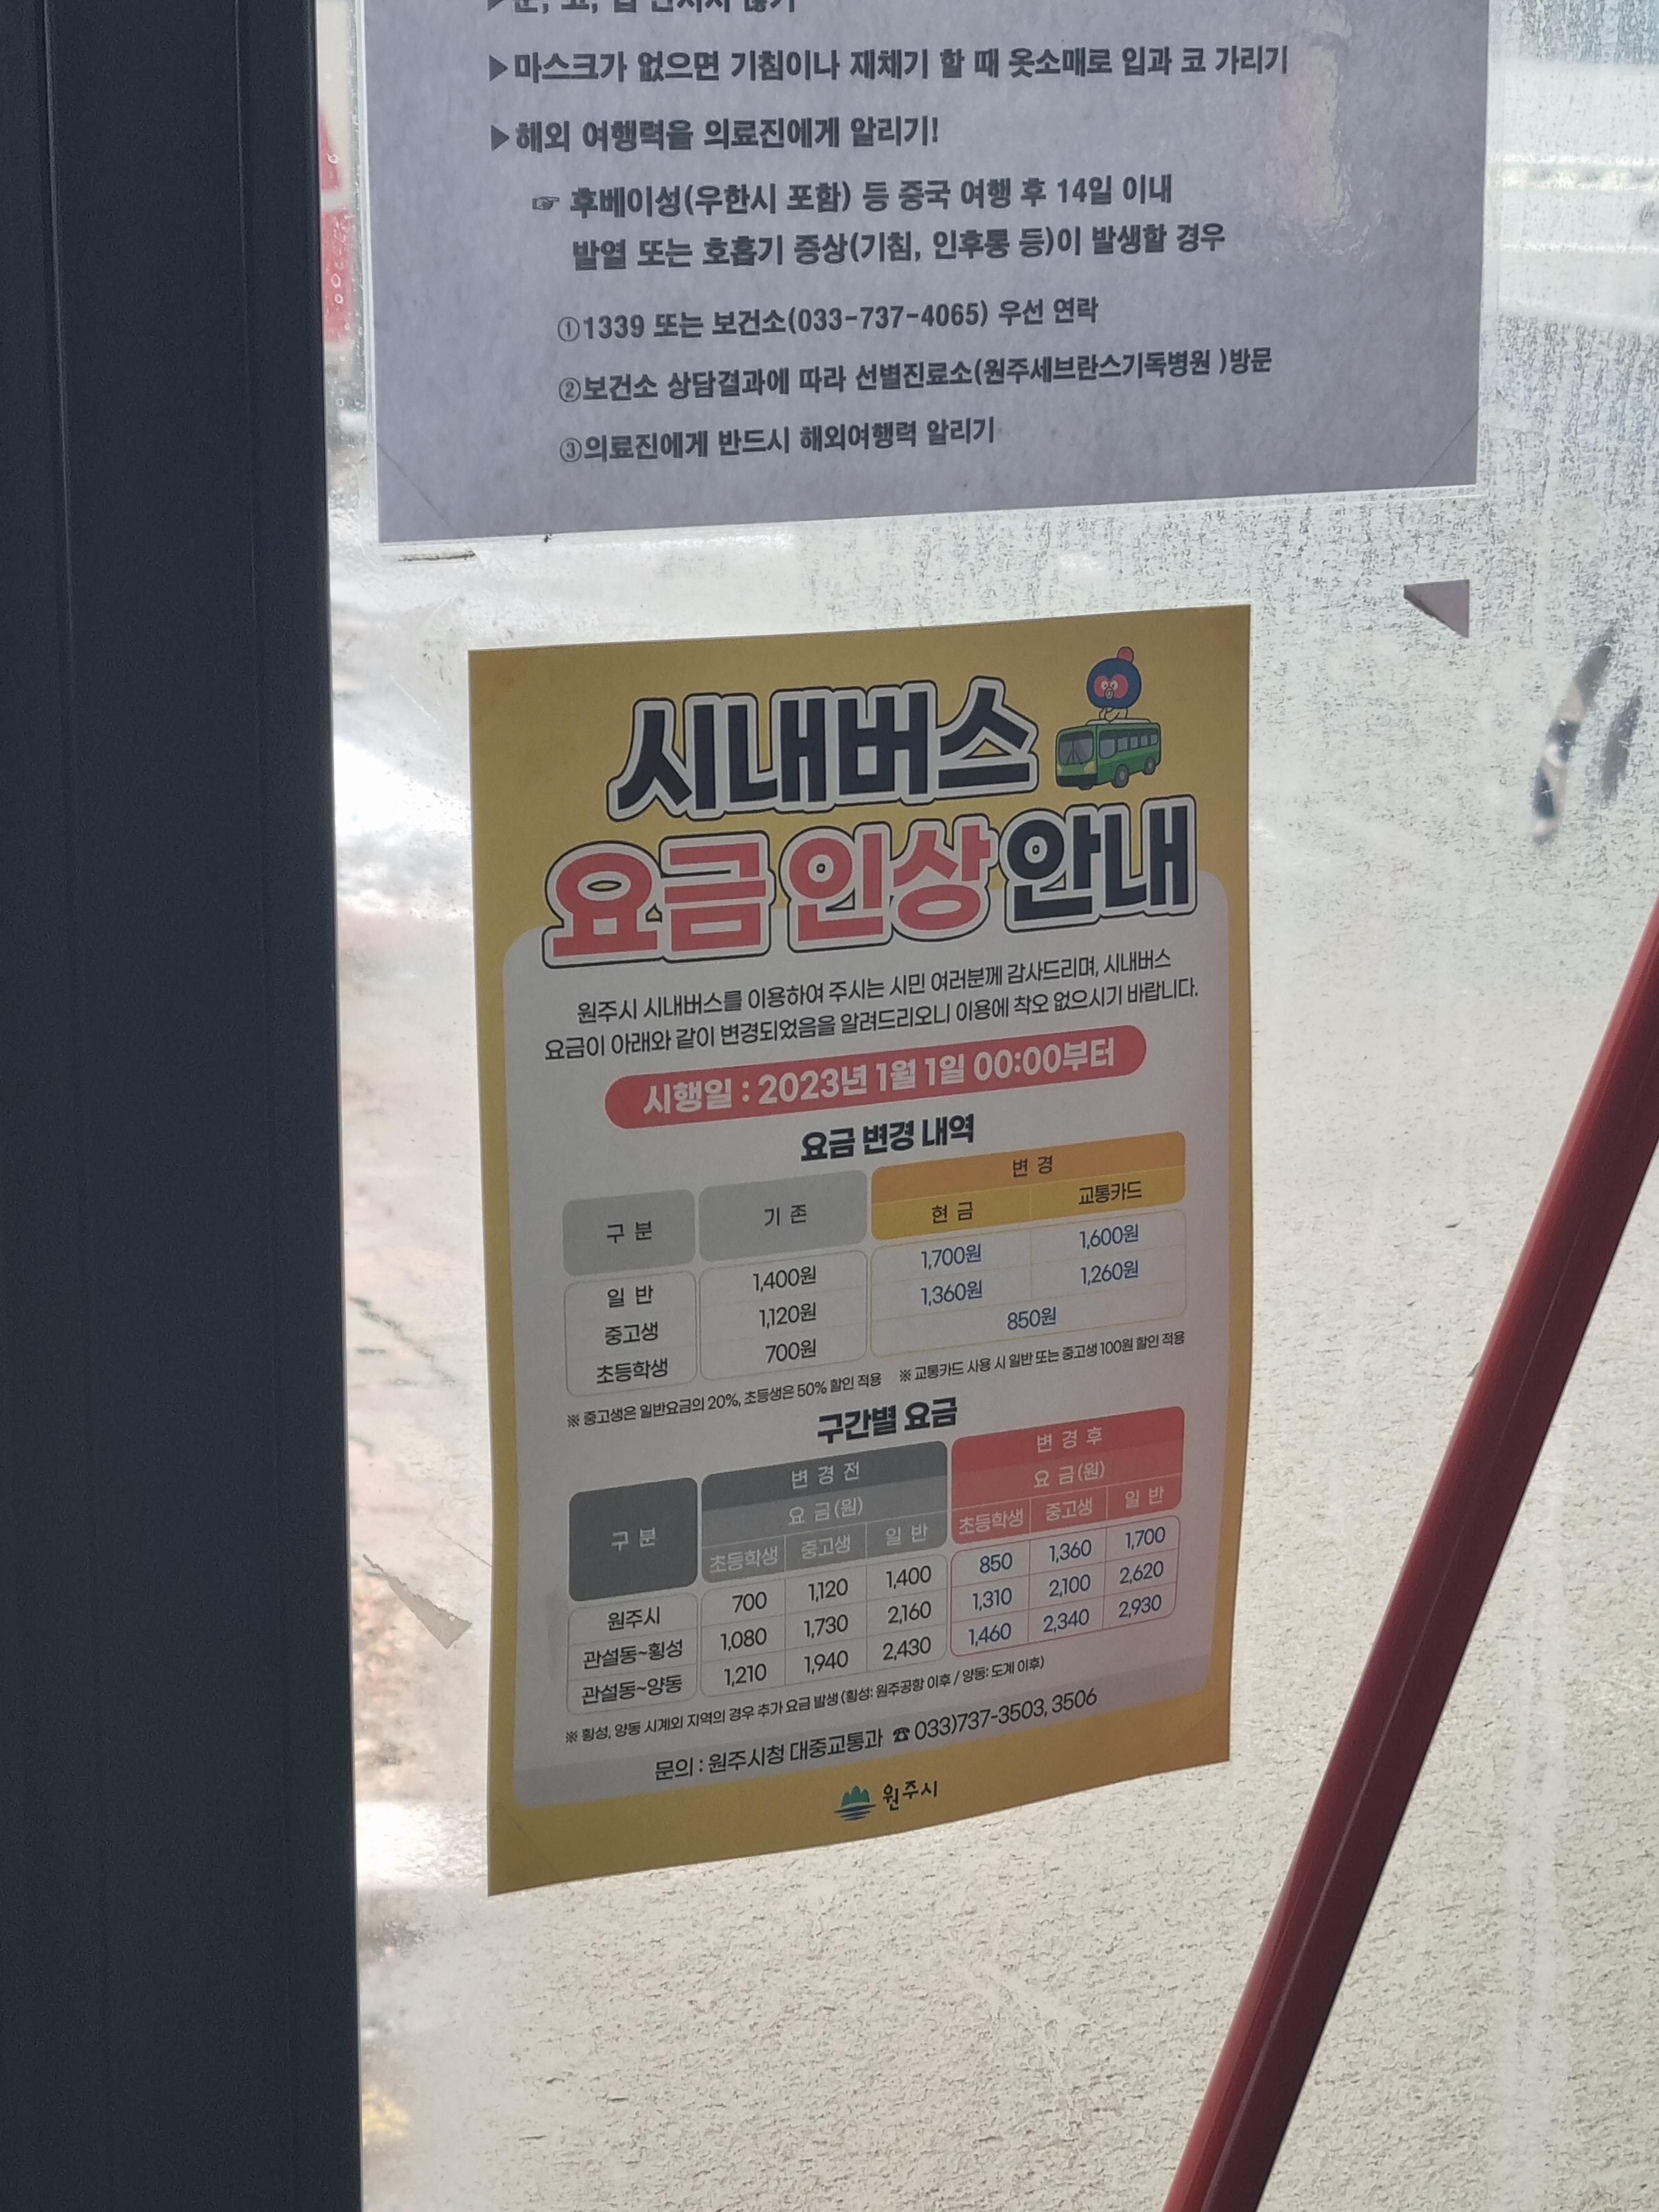 ▶마스크가 없으면 기침이나 재채기 할 때 옷소매로 입과 코 가리기
▶해외 여행력을 의료진에게 알리기!
☞ 후베이성(우한시 포함) 등 중국 여행 후 14일 이내
발열 또는 호흡기 증상(기침, 인후통 등)이 발생할 경우
①1339 또는 보건소(033-737-4065) 우선 연락
②보건소 상담결과에 따라 선별진료소(원주세브란스기독병원 )방문
③의료진에게 반드시 해외여행력 알리기
시내버스
요금 인상 안내
원주시 시내버스를 이용하여 주시는 시민 여러분께 감사드리며, 시내버스
요금이 아래와 같이 변경되었음을 알려드리오니 이용에 착오 없으시기 바랍니다.
시행일 : 2023년 1월 1일 00:00부터
요금 변경 내역
구 분 기 존 변 경
현 금 교통카드
일 반 1,400원 1,700원 1,600원
중고생 1,120원 1,360원 1,260원
초등학생 700원 850원
※ 중고생은 일반요금의 20%, 초등생은 50% 할인 적용 ※ 교통카드 사용 시 일반 또는 중고생 100원 할인 적용
구간별 요금
구 분 변 경 전 변 경 후
요 금(원) 요 금(원)
초등학생 중고생 일 반 초등학생 중고생 일 반
원주시 700 1,120 1,400 850 1,360 1,700
관설동~횡성 1,080 1,730 2,160 1,310 2,100 2,620
관설동~양동 1,210 1,940 2,430 1,460 2,340 2,930
※ 횡성, 양동 시계외 지역의 경우 추가 요금 발생 (횡성: 원주공항 이후 / 양동: 도계 이후)
문의 : 원주시청 대중교통과 ☎ 033)737-3503, 3506
원주시